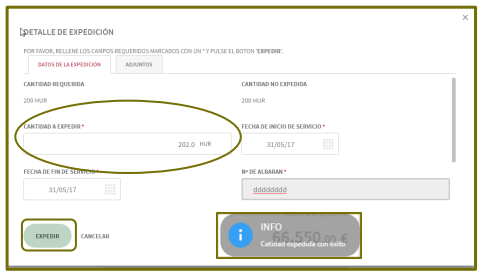 DETALLE DE EXPEDICIÓN
POR FAVOR, RELLENE LOS CAMPOS REQUERIDOS MARCADOS CON UN * Y PULSE EL BOTON 'EXPEDIR'.
DATOS DE LA EXPEDICIÓN ADJUNTOS
CANTIDAD REQUERIDA CANTIDAD NO EXPEDIDA
200 HUR 200 HUR
CANTIDAD A EXPEDIR * FECHA DE INICIO DE SERVICIO *
202.0 HUR 31/05/17
FECHA DE FIN DE SERVICIO * Nº DE ALBARAN *
31/05/17 dddddddd
EXPEDIR CANCELAR
INFO
66.550,00 €
Catidad expedida con exito